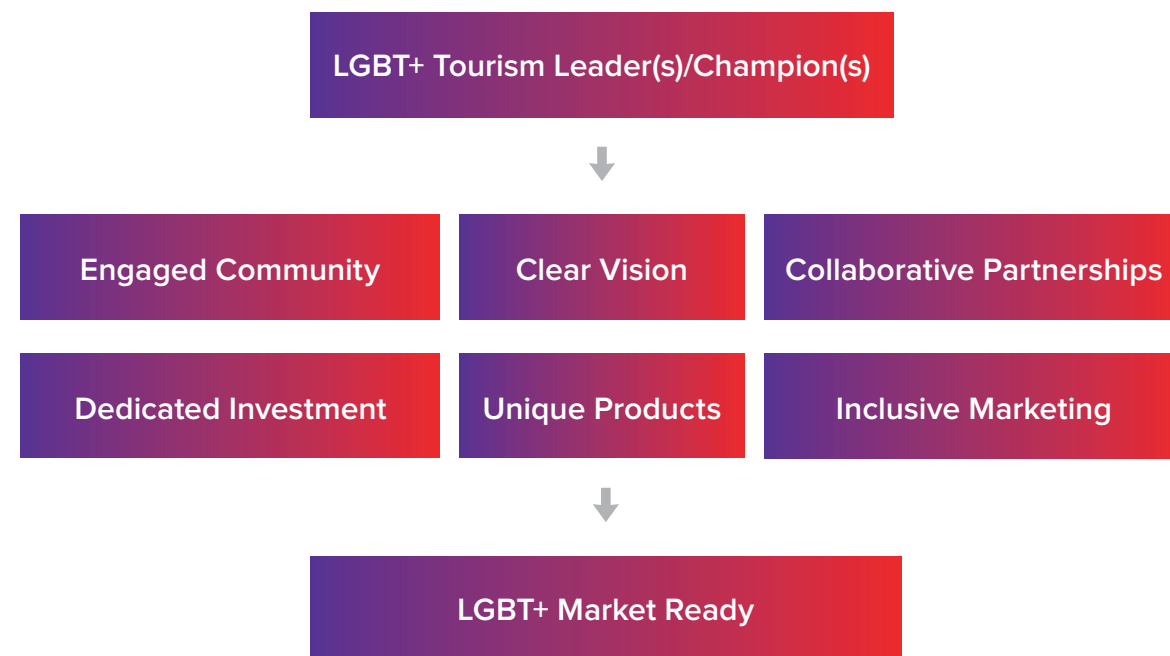 LGBT+ Tourism Leader(s)/Champion(s)
Engaged Community
Clear Vision
Collaborative Partnerships
Dedicated Investment
Unique Products
Inclusive Marketing
LGBT+ Market Ready